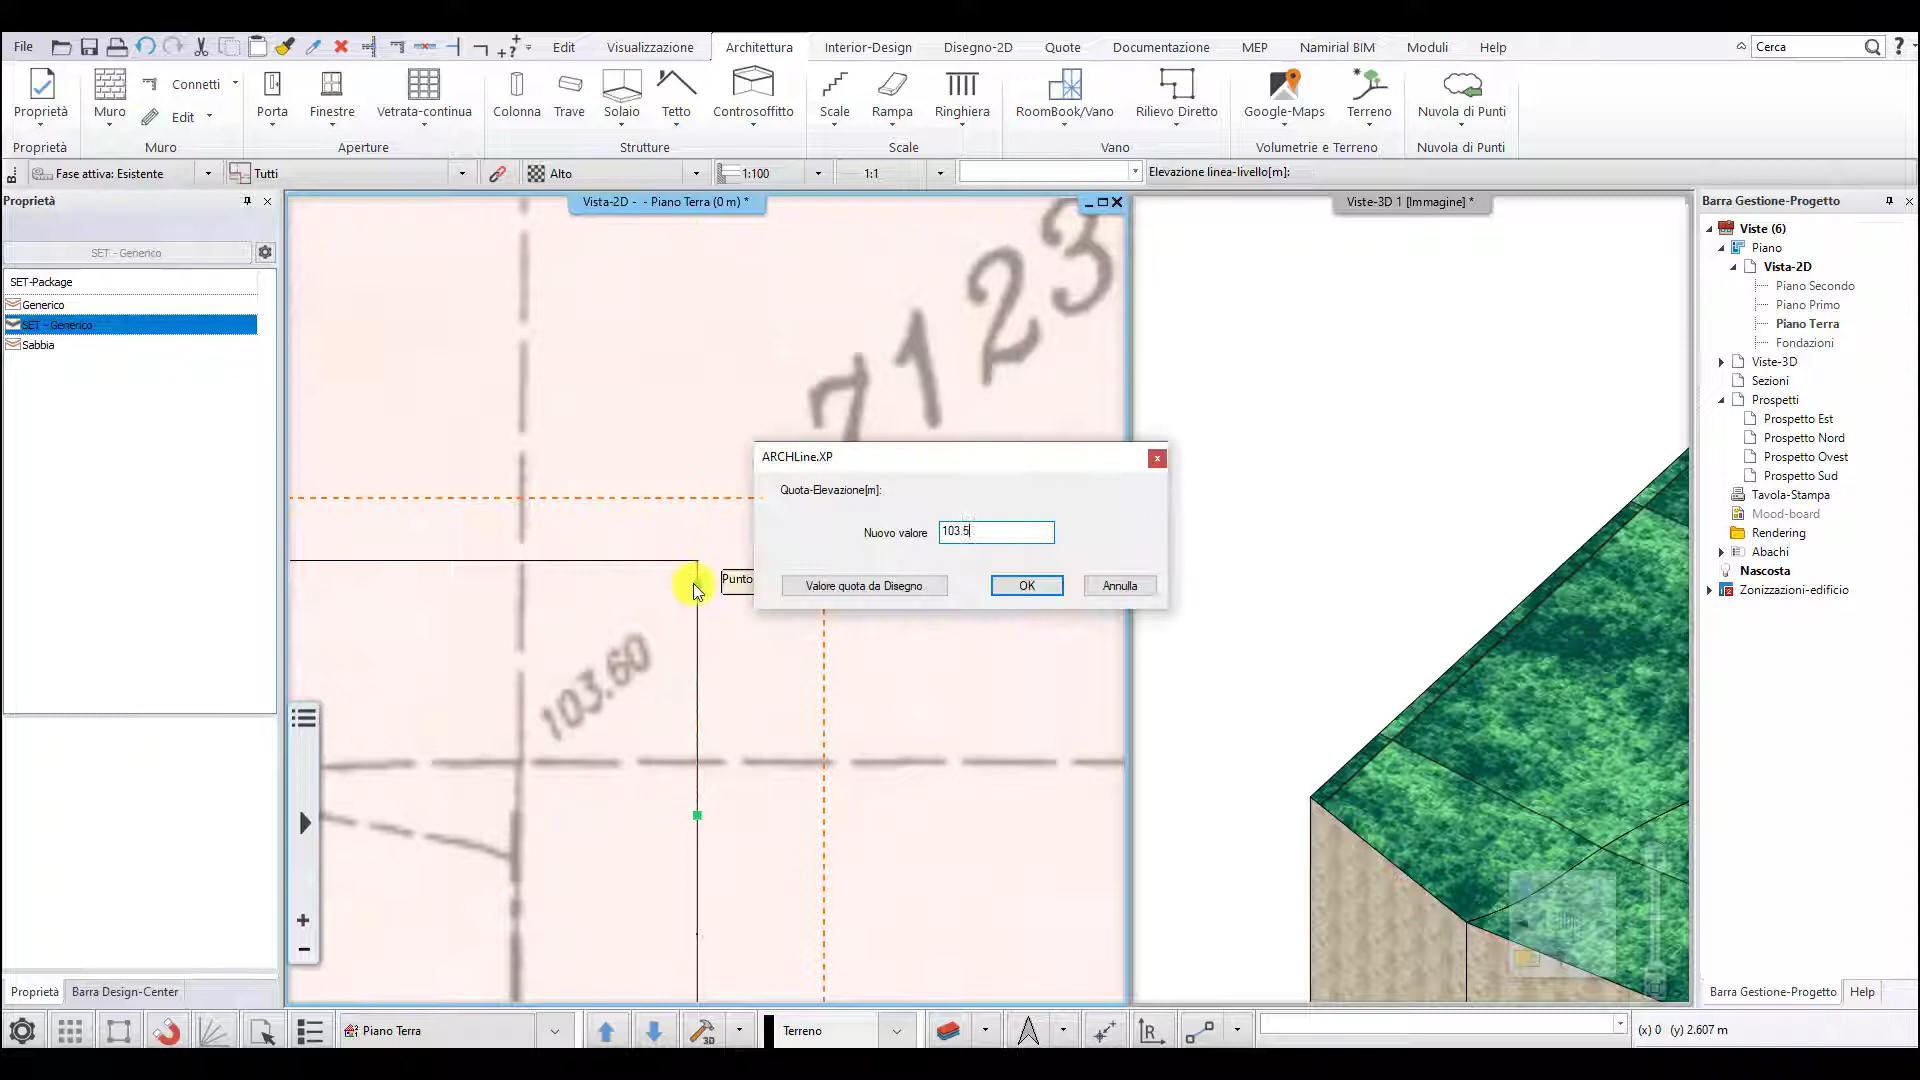 File
Edit
Visualizzazione
Architettura
Interior-Design
Disegno-2D
Quote
Documentazione
MEP
Namirial BIM
Moduli
Help
Cerca
?
Proprietà
Muro
Connetti
Edit
Porta
Finestre
Vetrata-continua
Colonna
Trave
Solaio
Tetto
Controsoffitto
Scale
Rampa
Ringhiera
RoomBook/Vano
Rilievo Diretto
Google-Maps
Terreno
Nuvola di Punti
Proprietà
Muro
Aperture
Strutture
Scale
Vano
Volumetrie e Terreno
Nuvola di Punti
Fase attiva: Esistente
Tutti
Alto
1:100
1:1
Elevazione linea-livello[m]:
Proprietà
SET - Generico
SET-Package
Generico
SET - Generico
Sabbia
Vista-2D - - Piano Terra (0 m) *
Viste-3D 1 [Immagine] *
7123
103.60
Punto
ARCHLine.XP
Quota-Elevazione[m]:
Nuovo valore
103.5
Valore quota da Disegno
OK
Annulla
Barra Gestione-Progetto
Viste (6)
Piano
Vista-2D
Piano Secondo
Piano Primo
Piano Terra
Fondazioni
Viste-3D
Sezioni
Prospetti
Prospetto Est
Prospetto Nord
Prospetto Ovest
Prospetto Sud
Tavola-Stampa
Mood-board
Rendering
Abachi
Nascosta
Zonizzazioni-edificio
Proprietà
Barra Design-Center
Barra Gestione-Progetto
Help
Piano Terra
3D
Terreno
R
(x) 0 (y) 2.607 m